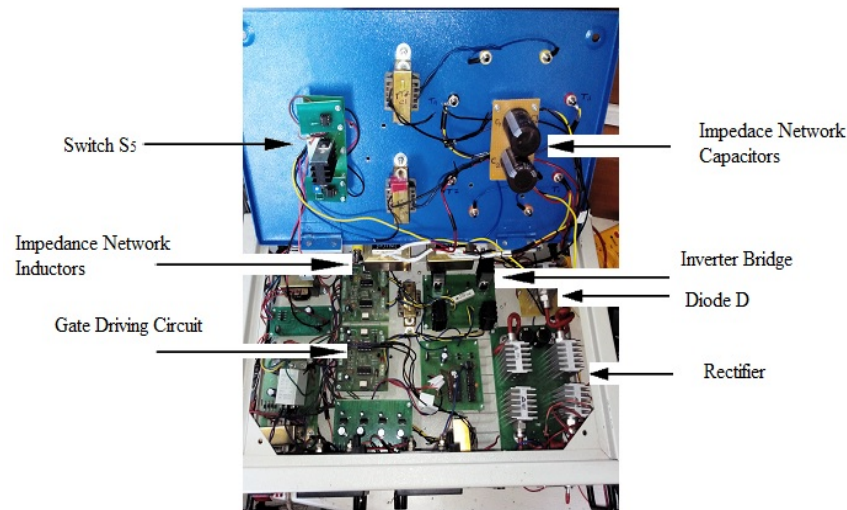 Switch S5
Impedace Network
Capacitors
Impedance Network
Inductors
Inverter Bridge
Diode D
Gate Driving Circuit
Rectifier